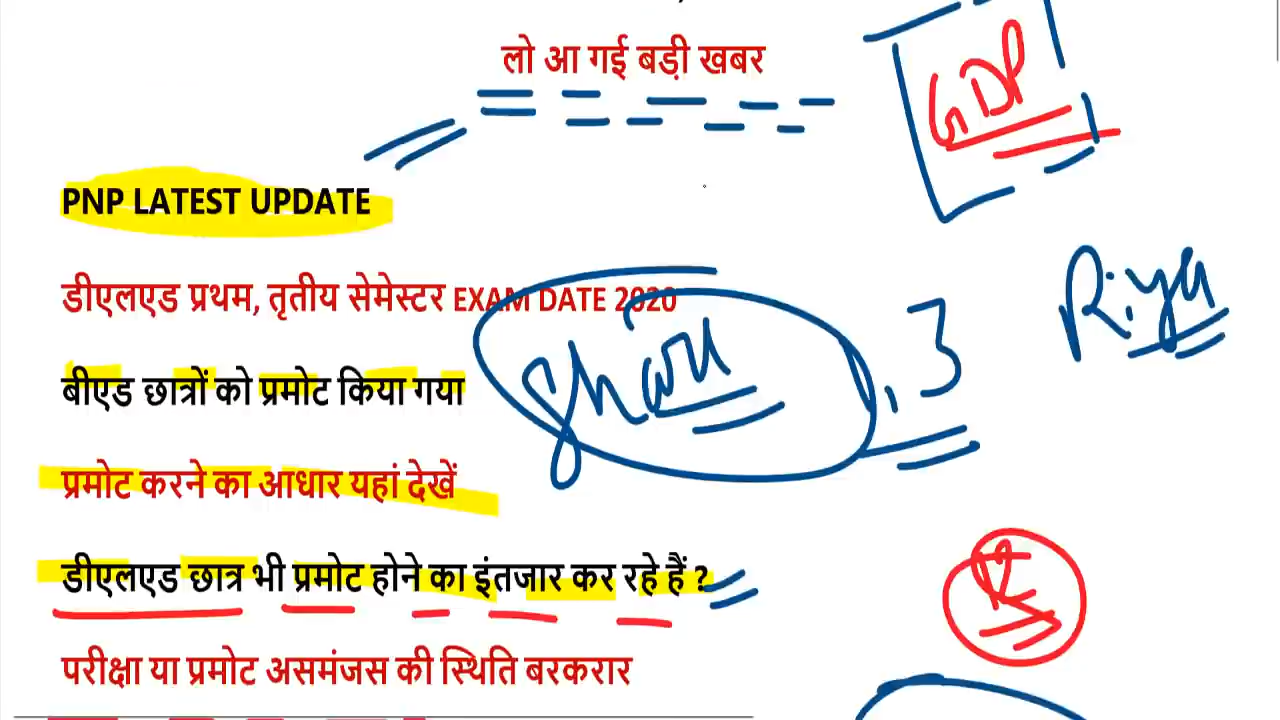 लो आ गई बड़ी खबर
GDP
PNP LATEST UPDATE
डीएलएड प्रथम, तृतीय सेमेस्टर EXAM DATE 2020
Riya
बीएड छात्रों को प्रमोट किया गया
, 3
प्रमोट करने का आधार यहां देखें
डीएलएड छात्र भी प्रमोट होने का इंतजार कर रहे हैं ?
परीक्षा या प्रमोट असमंजस की स्थिति बरकरार